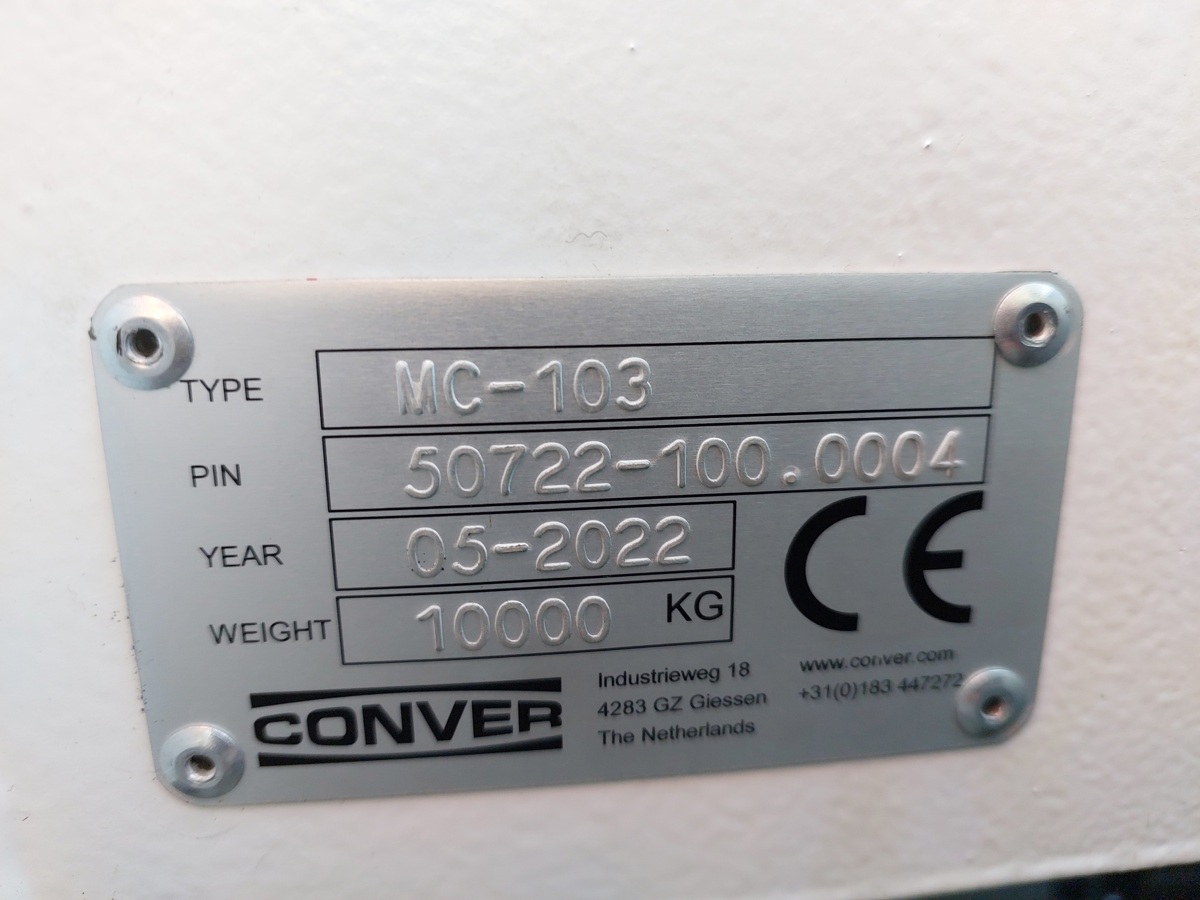 TYPE MC-103
PIN 50722-100.0004
YEAR 05-2022
WEIGHT 10000 KG
CE
CONVER
Industrieweg 18
4283 GZ Giessen
The Netherlands
www.conver.com
+31(0)183 447272